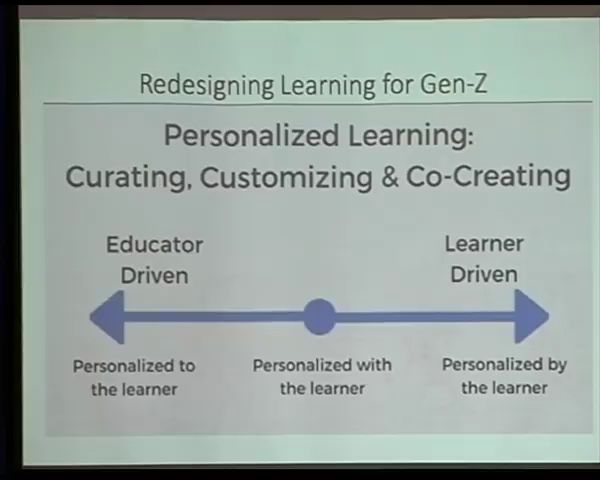 Redesigning Learning for Gen-Z
Personalized Learning:
Curating, Customizing & Co-Creating
Educator
Driven
Learner
Driven
Personalized to
the learner
Personalized with
the learner
Personalized by
the learner